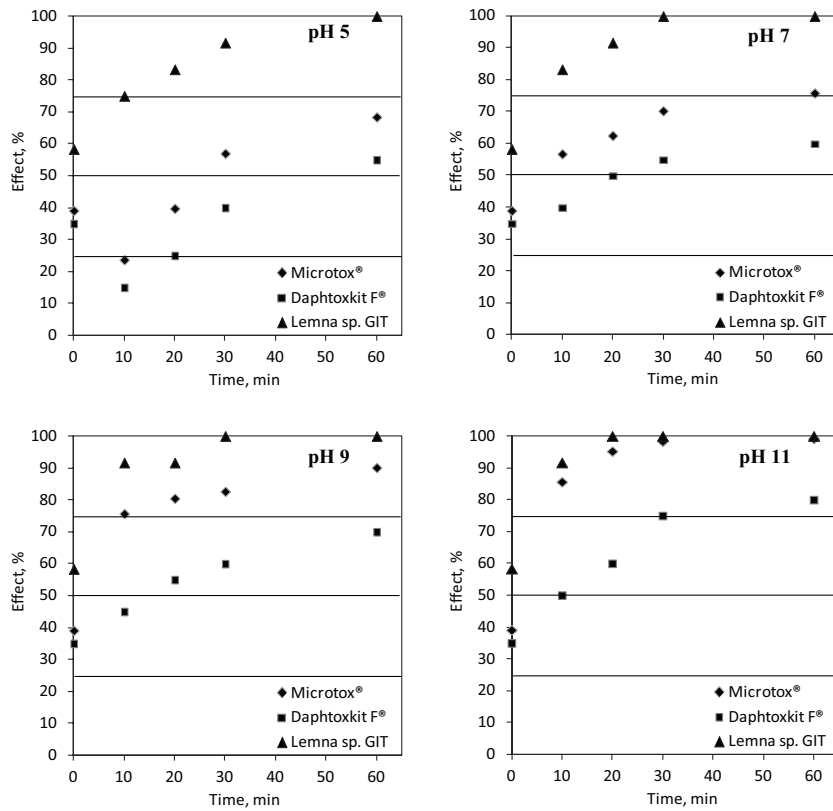 pH 5
100
90
80
70
60
50
40
30
20
10
0
Effect, %
Microtox®
Daphtoxkit F®
Lemna sp. GIT
0 10 20 30 40 50 60
Time, min
pH 7
100
90
80
70
60
50
40
30
20
10
0
Effect, %
Microtox®
Daphtoxkit F®
Lemna sp. GIT
0 10 20 30 40 50 60
Time, min
pH 9
100
90
80
70
60
50
40
30
20
10
0
Effect, %
Microtox®
Daphtoxkit F®
Lemna sp. GIT
0 10 20 30 40 50 60
Time, min
pH 11
100
90
80
70
60
50
40
30
20
10
0
Effect, %
Microtox®
Daphtoxkit F®
Lemna sp. GIT
0 10 20 30 40 50 60
Time, min